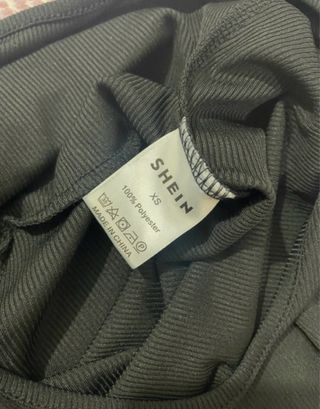 SHEIN
XS
100% Polyester
MADE IN CHINA